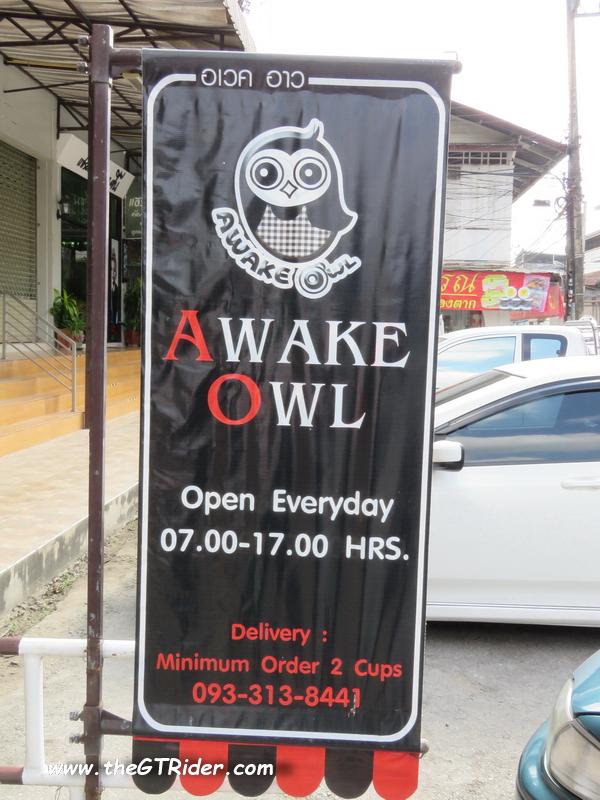 อเวค อาว
AWAKE OWL
AWAKE
OWL
Open Everyday
07.00-17.00 HRS.
Delivery :
Minimum Order 2 Cups
093-313-8441
www.theGTRider.com